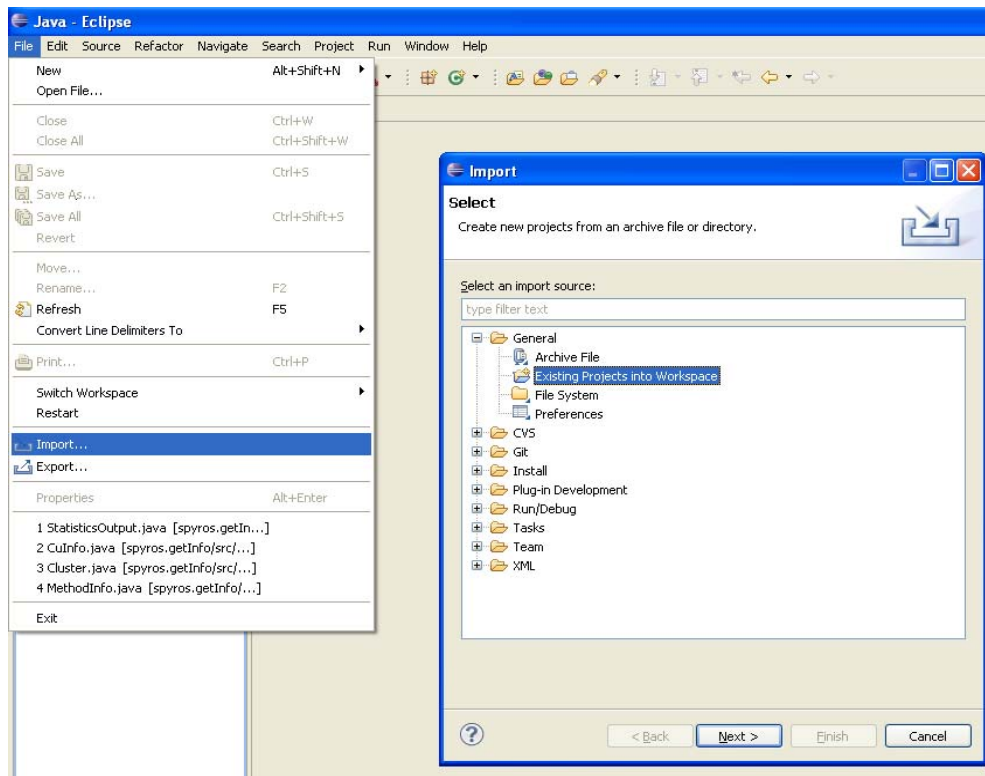 Java - Eclipse
File Edit Source Refactor Navigate Search Project Run Window Help
New Alt+Shift+N
Open File...
Close Ctrl+W
Close All Ctrl+Shift+W
Save Ctrl+S
Save As...
Save All Ctrl+Shift+S
Revert
Move...
Rename... F2
Refresh F5
Convert Line Delimiters To
Print... Ctrl+P
Switch Workspace
Restart
Import...
Export...
Properties Alt+Enter
1 StatisticsOutput.java [spyros.getIn...]
2 CuInfo.java [spyros.getInfo/src/...]
3 Cluster.java [spyros.getInfo/src/...]
4 MethodInfo.java [spyros.getInfo/...]
Exit
Import
Select
Create new projects from an archive file or directory.
Select an import source:
type filter text
General
Archive File
Existing Projects into Workspace
File System
Preferences
CVS
Git
Install
Plug-in Development
Run/Debug
Tasks
Team
XML
?
< Back Next > Finish Cancel